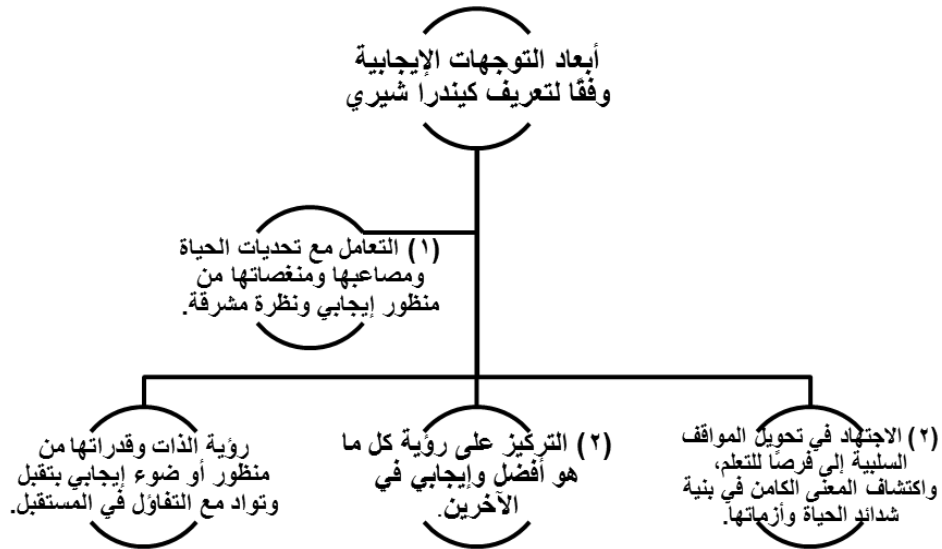 أبعاد التوجهات الإيجابية
وفقًا لتعريف كيندرا شيري
(١) التعامل مع تحديات الحياة
ومصاعبها ومنغصاتها من
منظور إيجابي ونظرة مشرقة.
(٢) الاجتهاد في تحويل المواقف
السلبية إلى فرصًا للتعلم،
واكتشاف المعنى الكامن في بنية
شدائد الحياة وأزماتها.
(٢) التركيز على رؤية كل ما
هو أفضل وإيجابي في
الآخرين.
رؤية الذات وقدراتها من
منظور أو ضوء إيجابي بتقبل
وتواد مع التفاؤل في المستقبل.